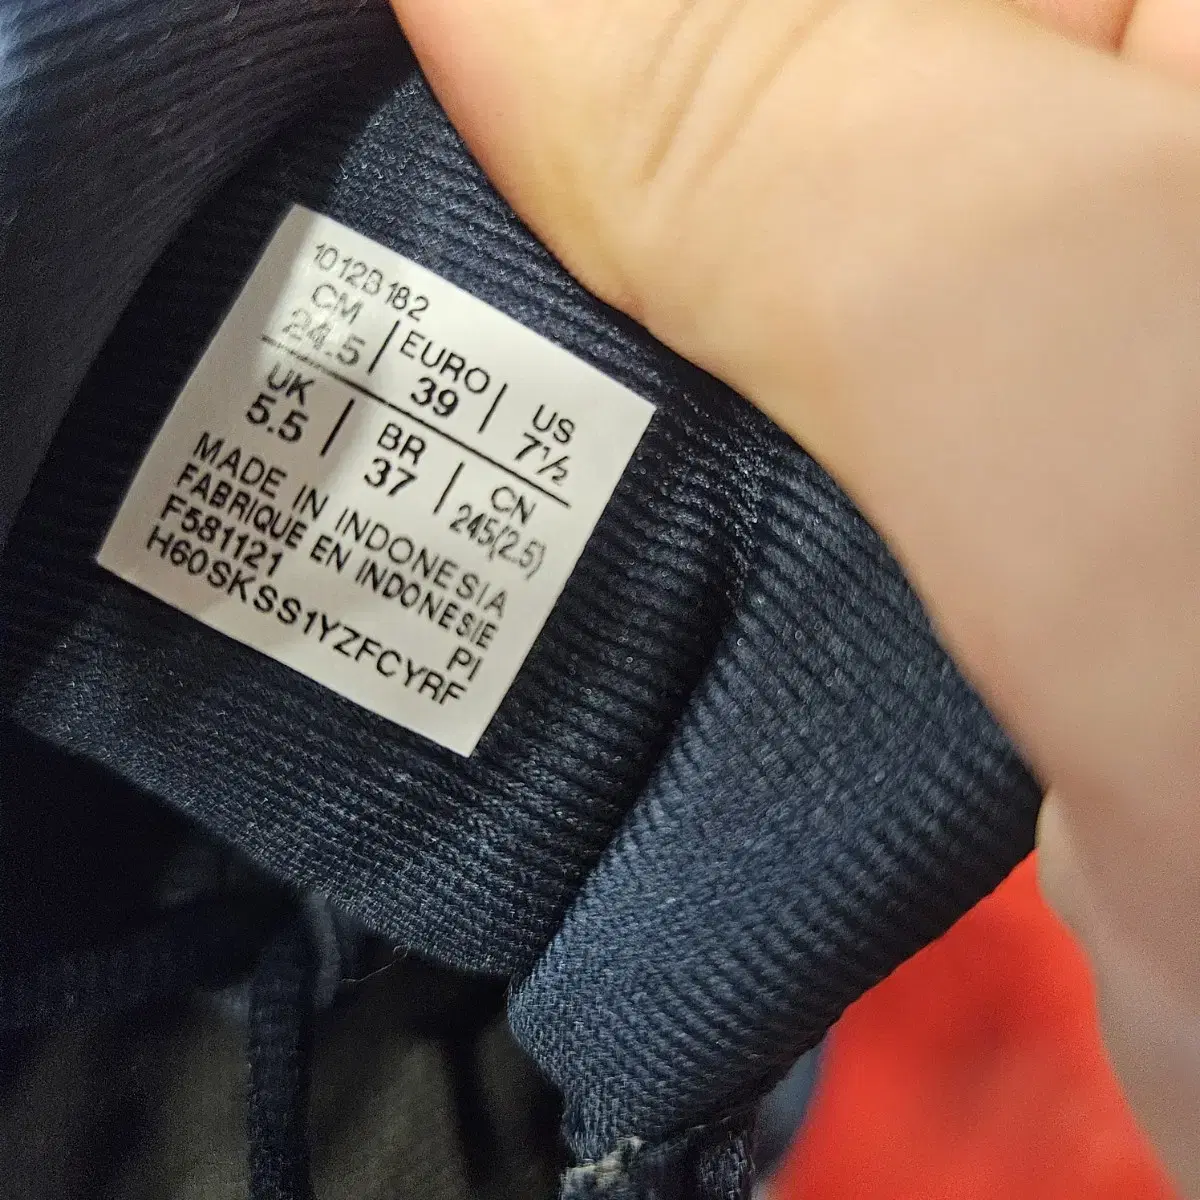 1012B182
CM 24.5 | EURO 39 | US 7½
UK 5.5 | BR 37 | CN 245(2.5)
MADE IN INDONESIA
FABRIQUE EN INDONESIE
F581121 PI
H60SKSS1YZFCYRF